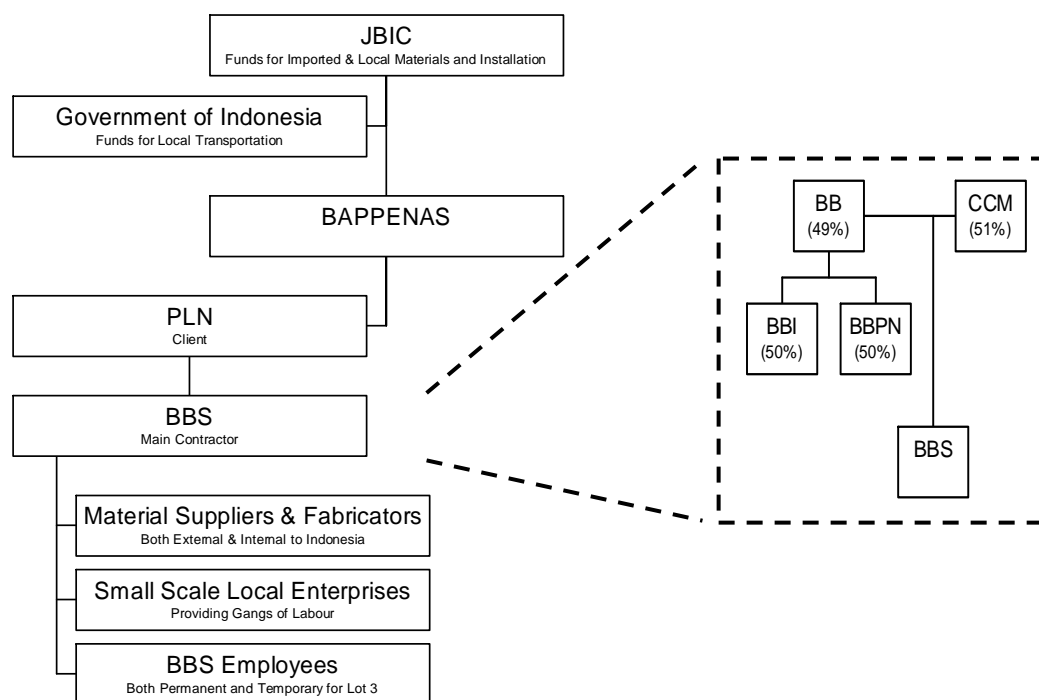 JBIC
Funds for Imported & Local Materials and Installation
Government of Indonesia
Funds for Local Transportation
BAPPENAS
PLN
Client
BBS
Main Contractor
Material Suppliers & Fabricators
Both External & Internal to Indonesia
Small Scale Local Enterprises
Providing Gangs of Labour
BBS Employees
Both Permanent and Temporary for Lot 3
BB
(49%)
CCM
(51%)
BBI
(50%)
BBPN
(50%)
BBS